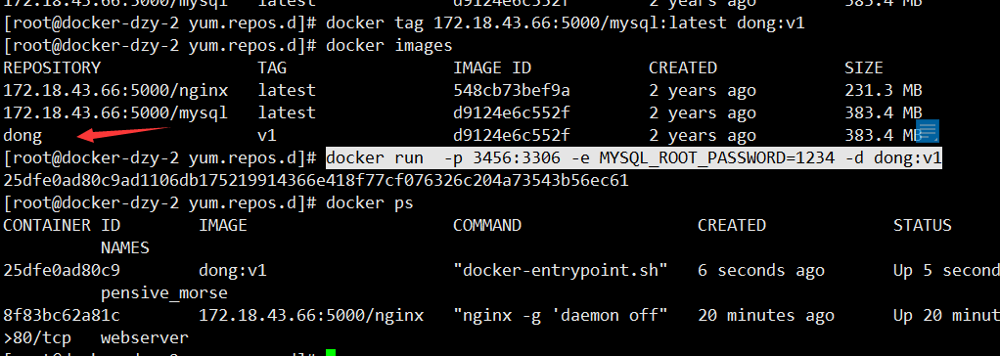 172.18.43.66:5000/mysql latest d9124e6c552f 2 years ago 383.4 MB
[root@docker-dzy-2 yum.repos.d]# docker tag 172.18.43.66:5000/mysql:latest dong:v1
[root@docker-dzy-2 yum.repos.d]# docker images
REPOSITORY TAG IMAGE ID CREATED SIZE
172.18.43.66:5000/nginx latest 548cb73bef9a 2 years ago 231.3 MB
172.18.43.66:5000/mysql latest d9124e6c552f 2 years ago 383.4 MB
dong v1 d9124e6c552f 2 years ago 383.4 MB
[root@docker-dzy-2 yum.repos.d]# docker run  -p 3456:3306 -e MYSQL_ROOT_PASSWORD=1234 -d dong:v1
25dfe0ad80c9ad1106db175219914366e418f77cf076326c204a73543b56ec61
[root@docker-dzy-2 yum.repos.d]# docker ps
CONTAINER ID IMAGE COMMAND CREATED STATUS
NAMES
25dfe0ad80c9 dong:v1 "docker-entrypoint.sh" 6 seconds ago Up 5 second
pensive_morse
8f83bc62a81c 172.18.43.66:5000/nginx "nginx -g 'daemon off" 20 minutes ago Up 20 minut
>80/tcp webserver
[root@docker-dzy-2 yum.repos.d]#